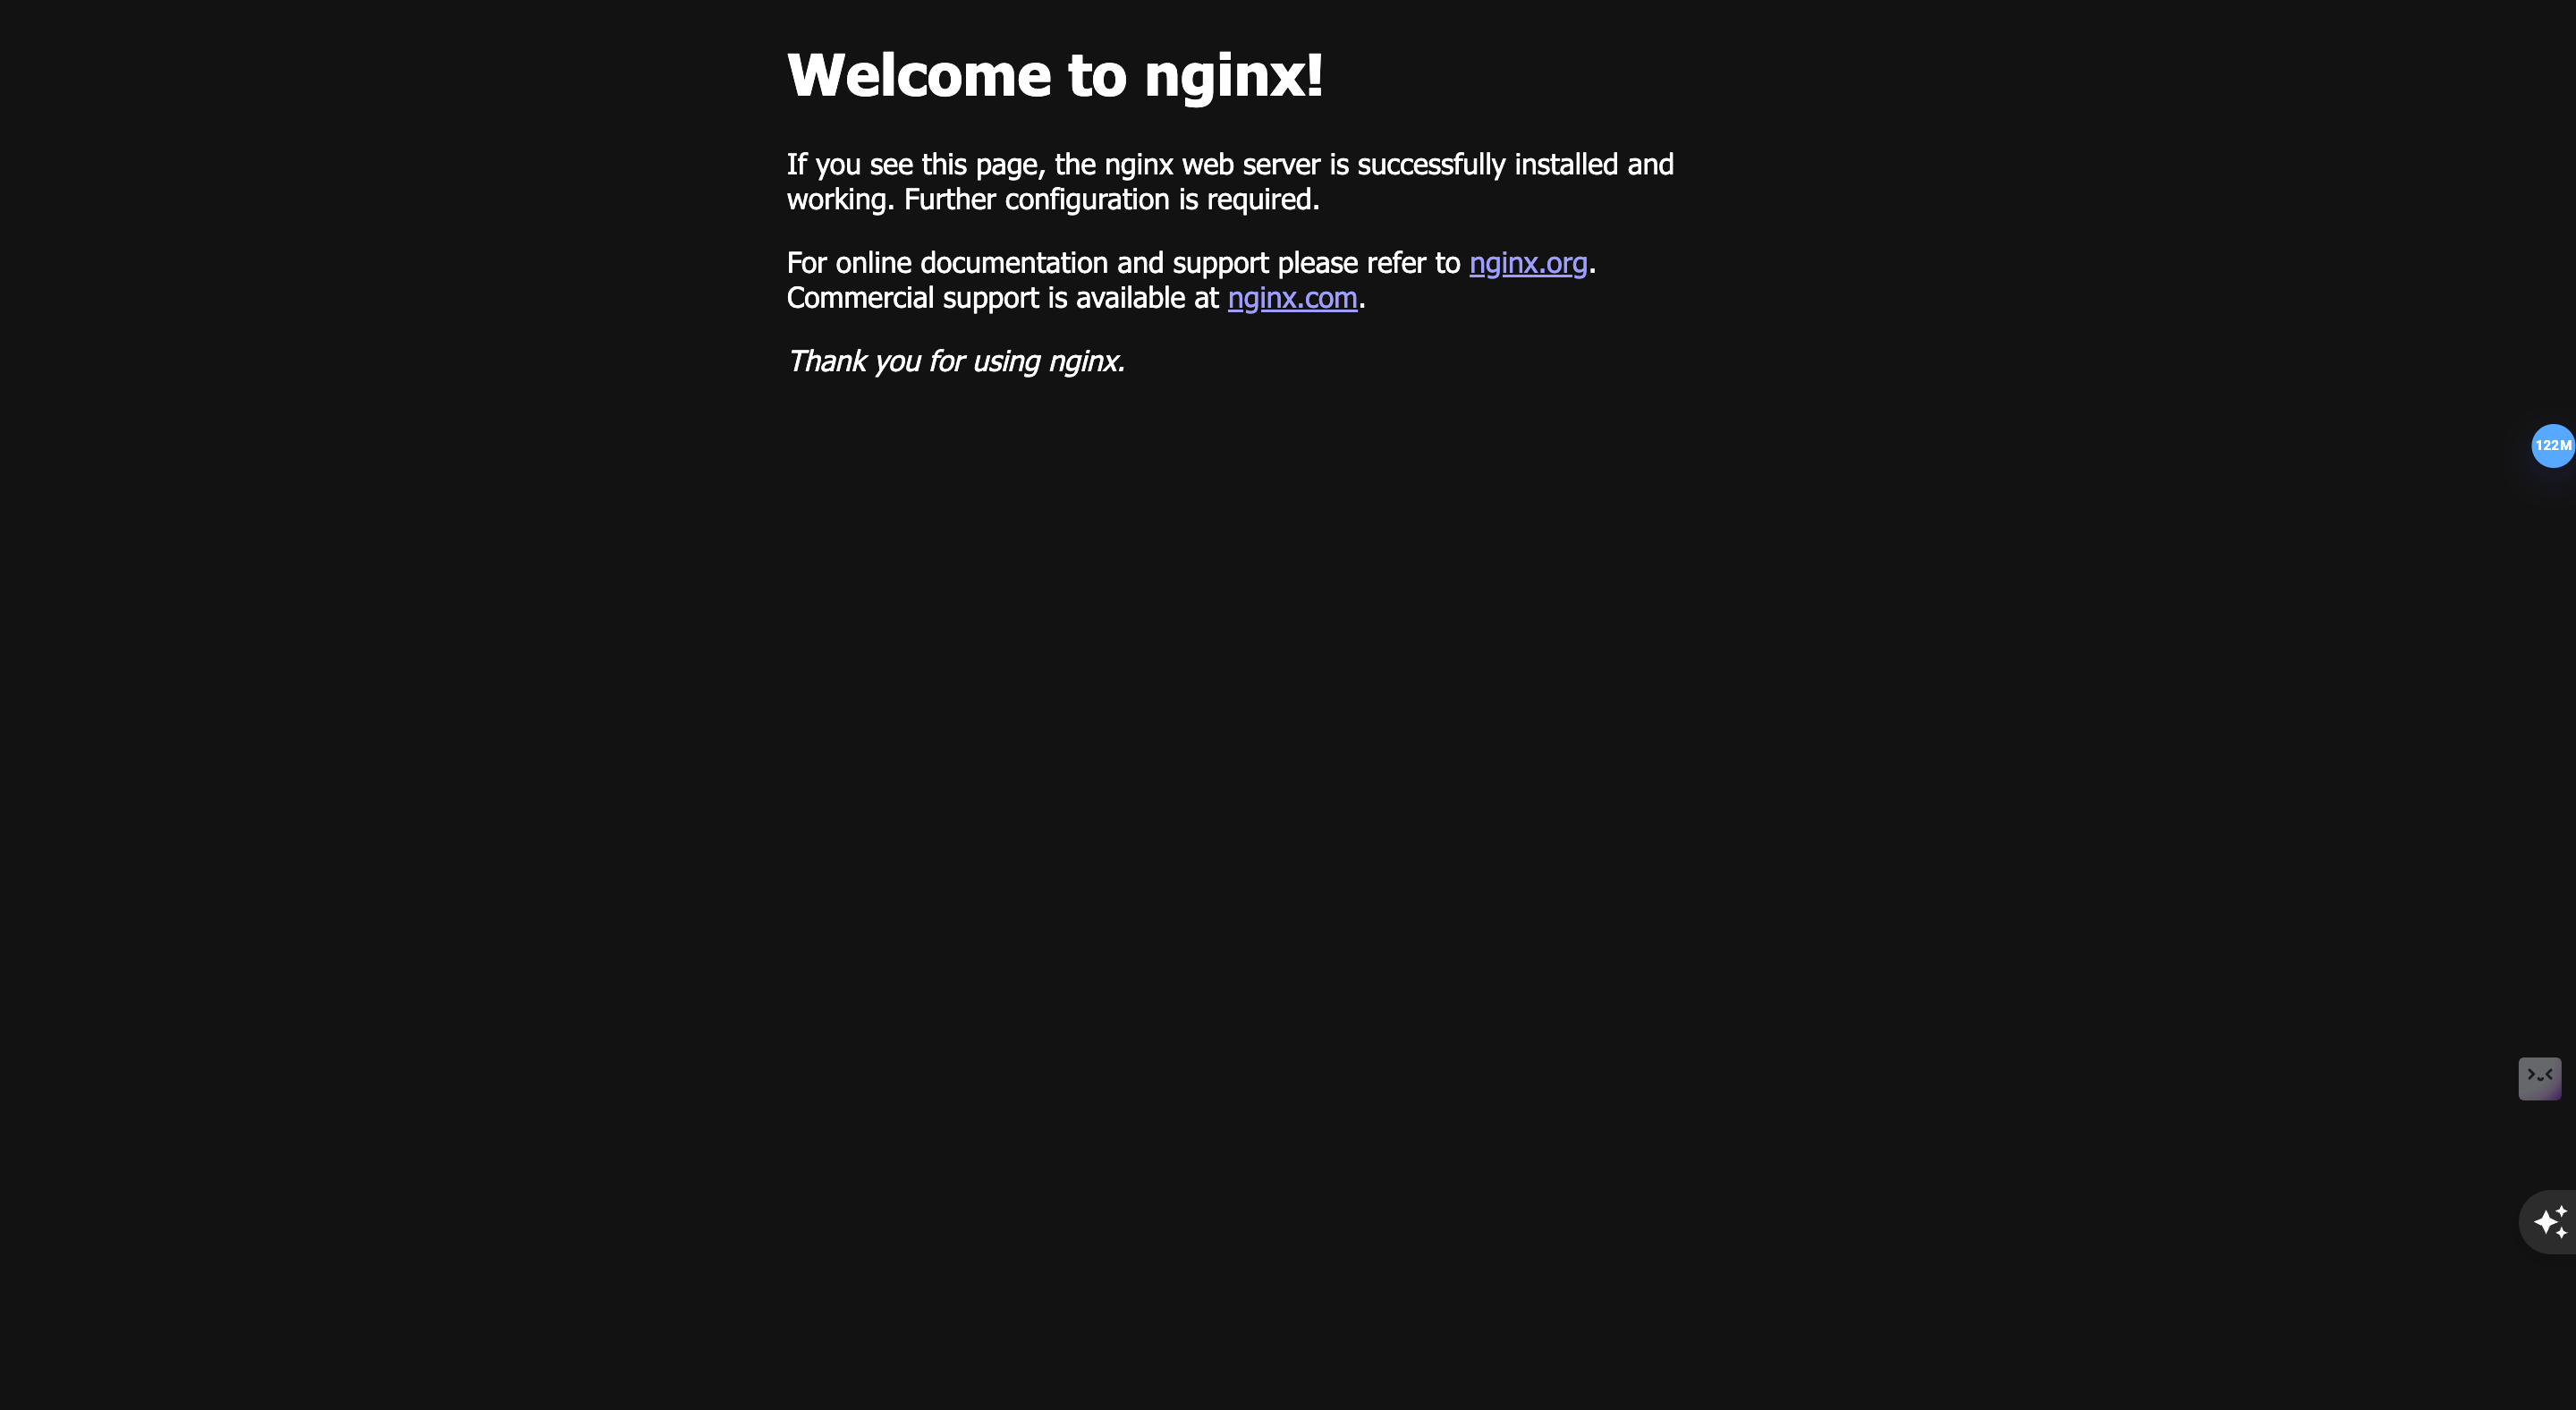 Welcome to nginx!
If you see this page, the nginx web server is successfully installed and
working. Further configuration is required.
For online documentation and support please refer to nginx.org.
Commercial support is available at nginx.com.
Thank you for using nginx.
122M